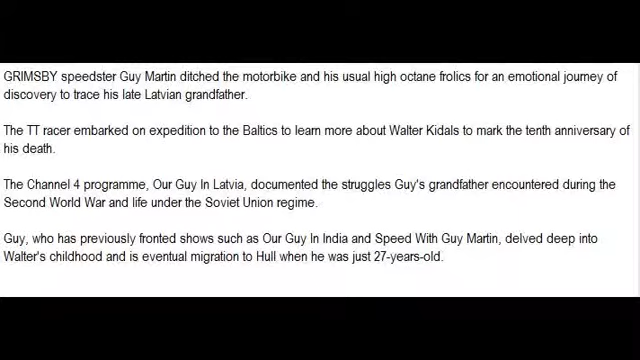 GRIMSBY speedster Guy Martin ditched the motorbike and his usual high octane frolics for an emotional journey of
discovery to trace his late Latvian grandfather.
The TT racer embarked on expedition to the Baltics to learn more about Walter Kidals to mark the tenth anniversary of
his death.
The Channel 4 programme, Our Guy In Latvia, documented the struggles Guy's grandfather encountered during the
Second World War and life under the Soviet Union regime.
Guy, who has previously fronted shows such as Our Guy In India and Speed With Guy Martin, delved deep into
Walter's childhood and is eventual migration to Hull when he was just 27-years-old.